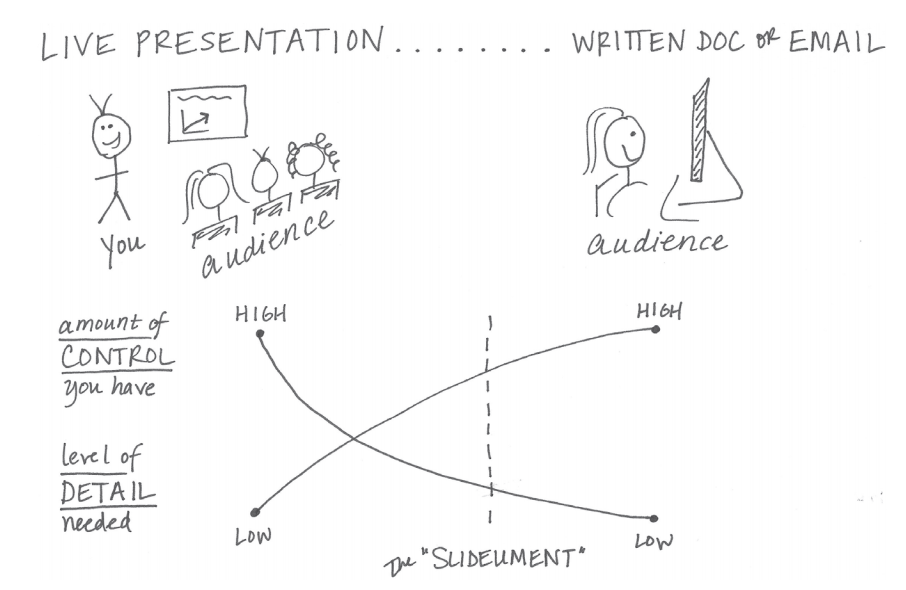 LIVE PRESENTATION ........ WRITTEN DOC OR EMAIL
you
audience
audience
amount of
CONTROL
you have
level of
DETAIL
needed
HIGH
HIGH
LOW
LOW
The "SLIDEUMENT"